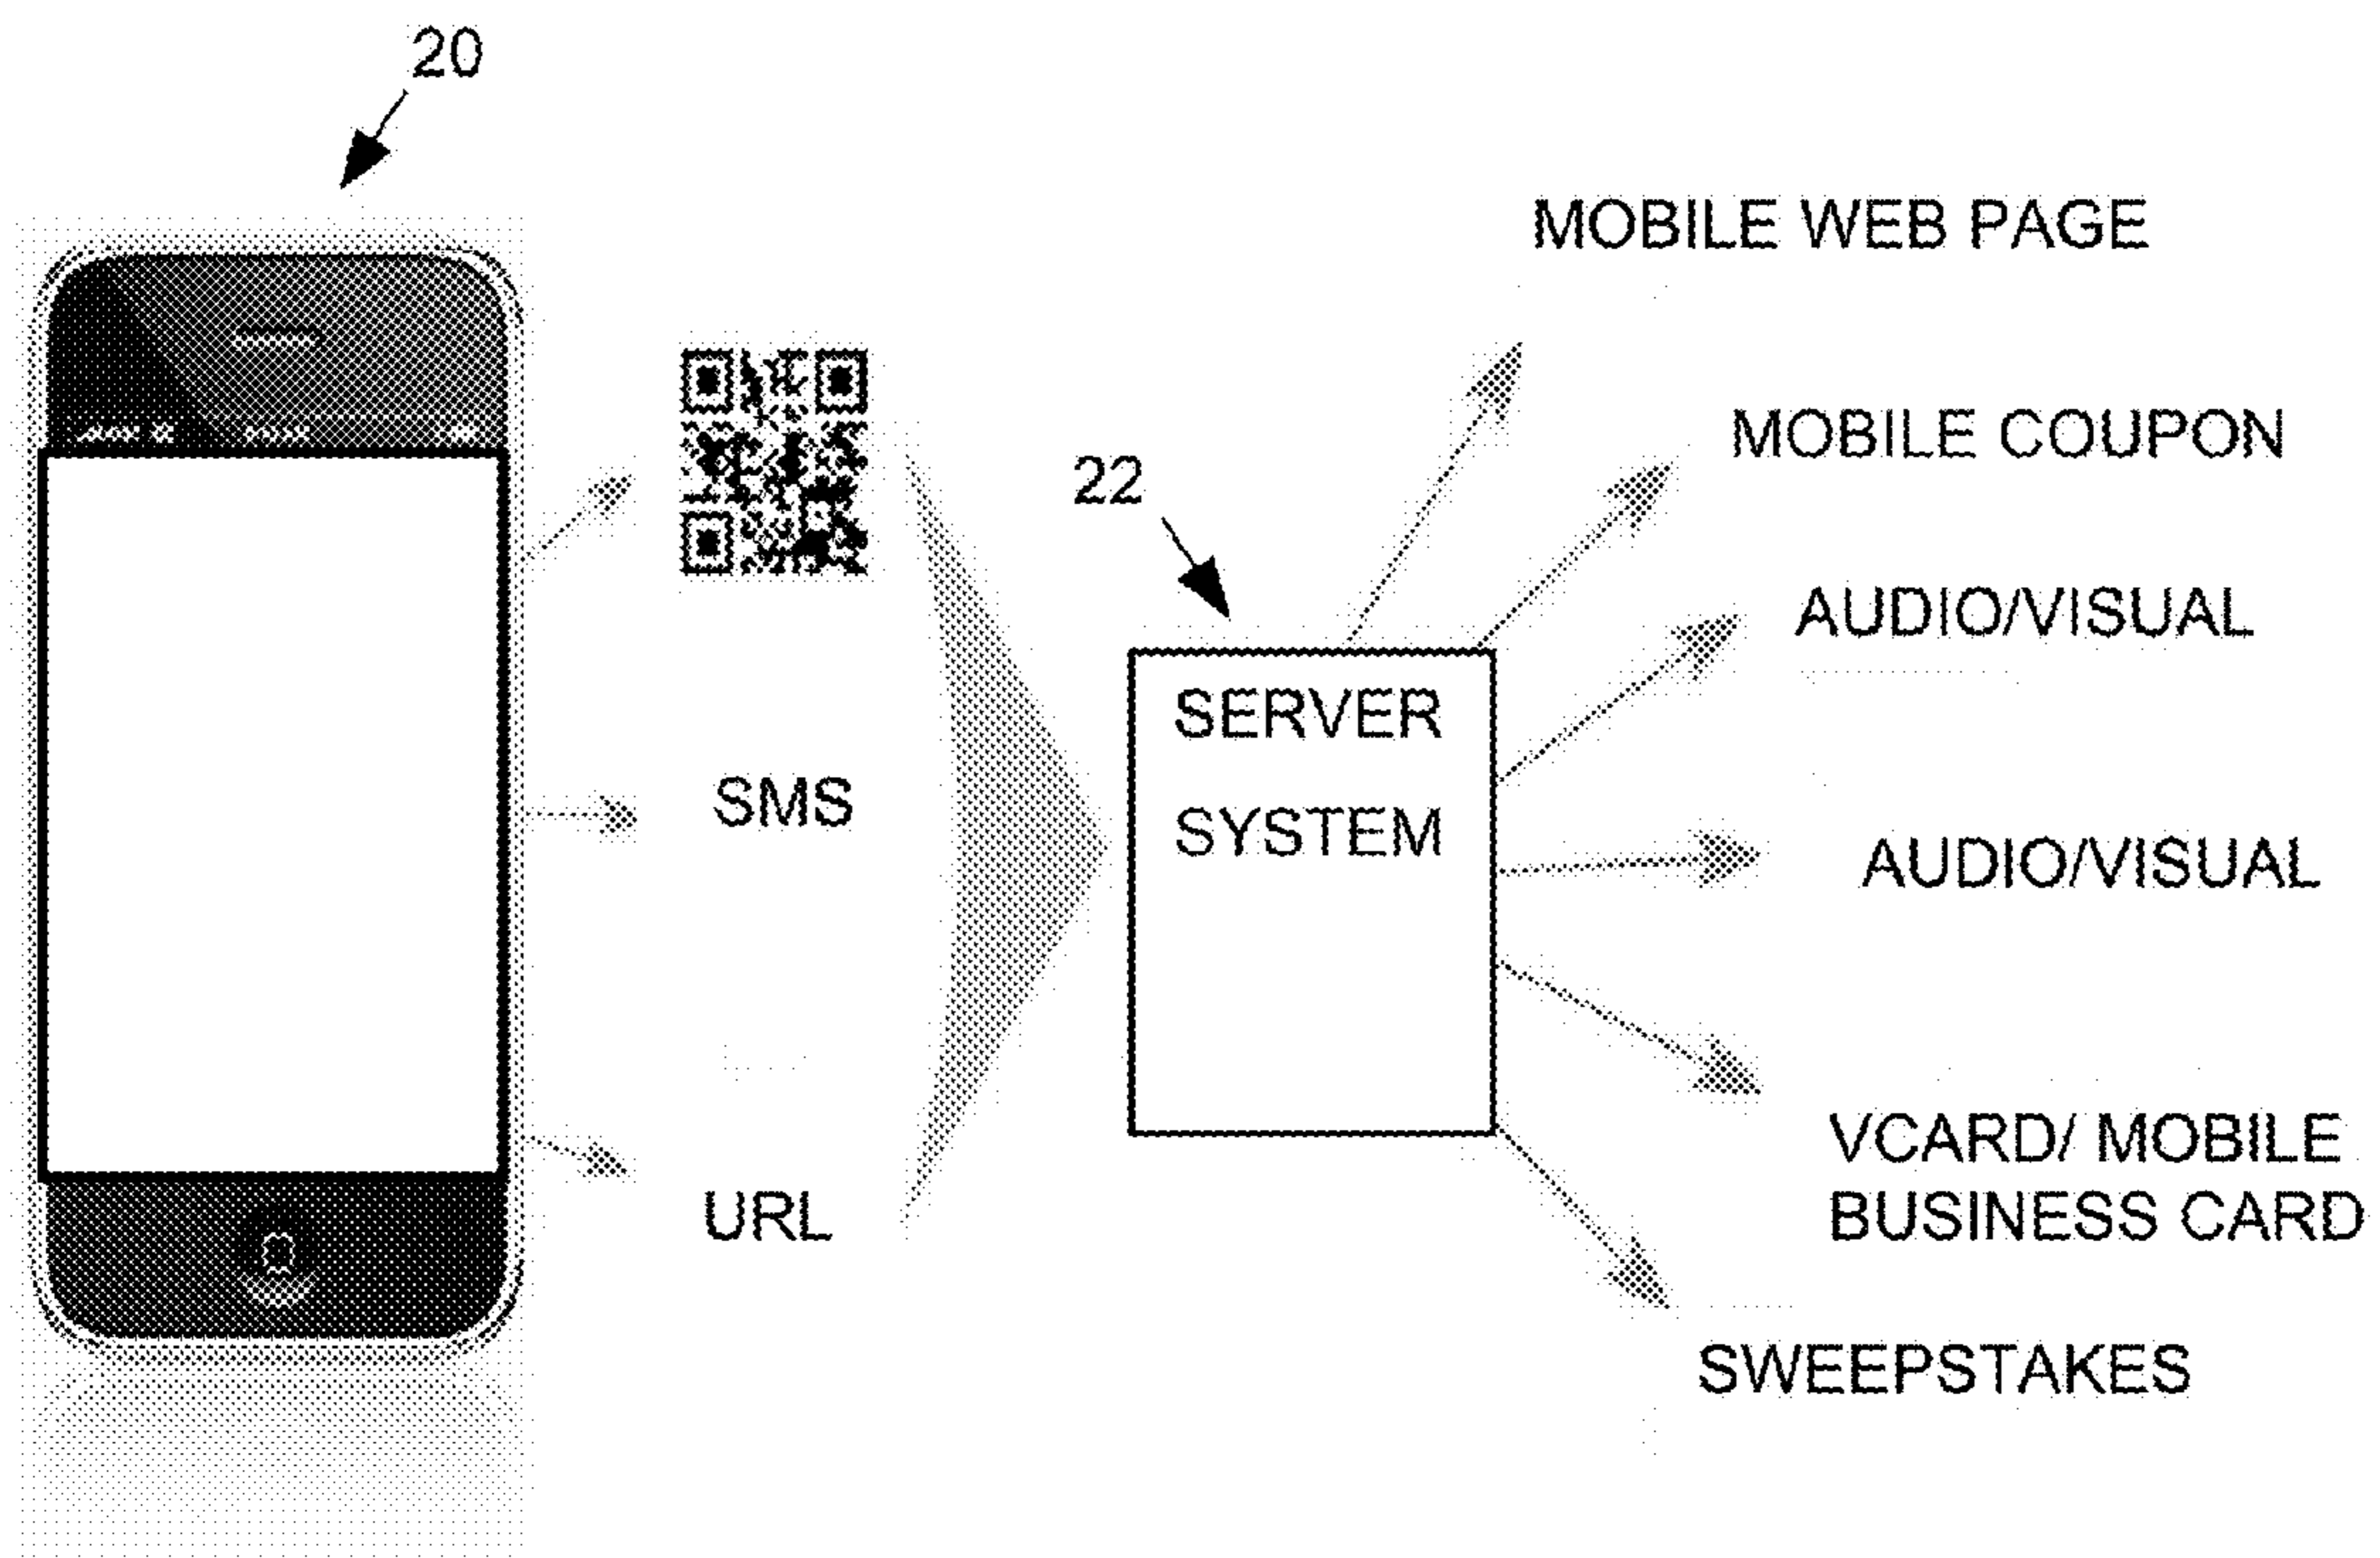 20
MOBILE WEB PAGE
MOBILE COUPON
22
AUDIO/VISUAL
SERVER
SYSTEM
SMS
AUDIO/VISUAL
VCARD/ MOBILE
BUSINESS CARD
URL
SWEEPSTAKES